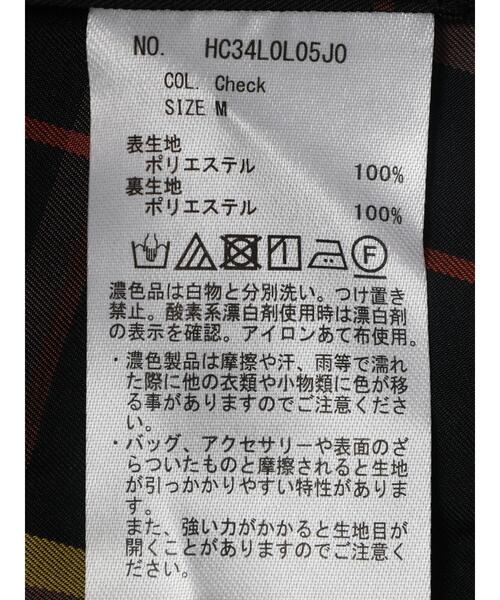 NO. HC34L0L05J0
COL. Check
SIZE M
表生地
ポリエステル 100%
裏生地
ポリエステル 100%
F
濃色品は白物と分別洗い。つけ置き
禁止。酸素系漂白剤使用時は漂白剤
の表示を確認。アイロンあて布使用。
・濃色製品は摩擦や汗、雨等で濡れ
た際に他の衣類や小物類に色が移
る事がありますのでご注意くださ
い。
・バッグ、アクセサリーや表面のざ
らついたものと摩擦されると生地
が引っかかりやすい特性がありま
す。
また、強い力がかかると生地目が
開くことがありますのでご注意く
ださい。